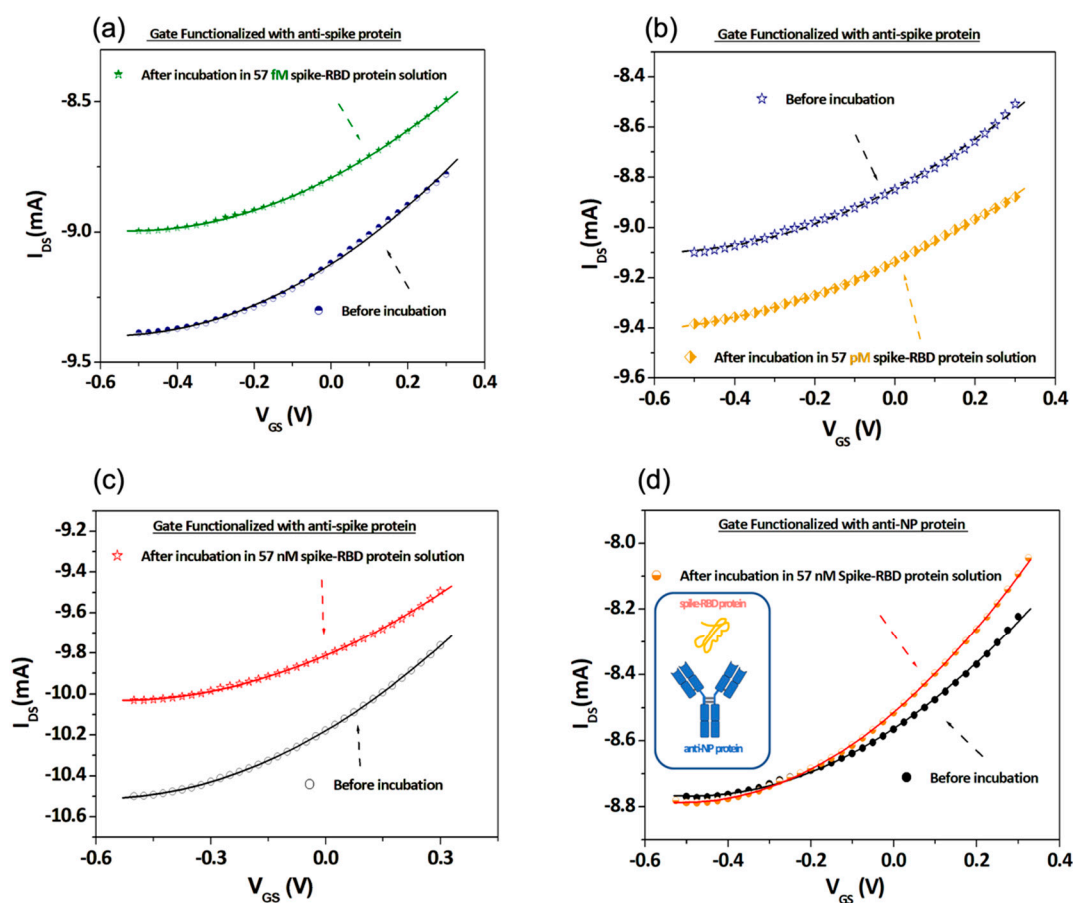 (a)
Gate Functionalized with anti-spike protein
After incubation in 57 fM spike-RBD protein solution
Before incubation
-8.5
-9.0
-9.5
I_DS(mA)
-0.6 -0.4 -0.2 0.0 0.2 0.4
V_GS (V)
(b)
Gate Functionalized with anti-spike protein
Before incubation
After incubation in 57 pM spike-RBD protein solution
-8.4
-8.6
-8.8
-9.0
-9.2
-9.4
-9.6
I_DS(mA)
-0.6 -0.4 -0.2 0.0 0.2 0.4
V_GS (V)
(c)
Gate Functionalized with anti-spike protein
After incubation in 57 nM spike-RBD protein solution
Before incubation
-9.2
-9.4
-9.6
-9.8
-10.0
-10.2
-10.4
-10.6
I_DS(mA)
-0.6 -0.3 0.0 0.3
V_GS (V)
(d)
Gate Functionalized with anti-NP protein
After incubation in 57 nM Spike-RBD protein solution
spike-RBD protein
anti-NP protein
Before incubation
-8.0
-8.2
-8.4
-8.6
-8.8
I_DS(mA)
-0.6 -0.4 -0.2 0.0 0.2 0.4
V_GS (V)